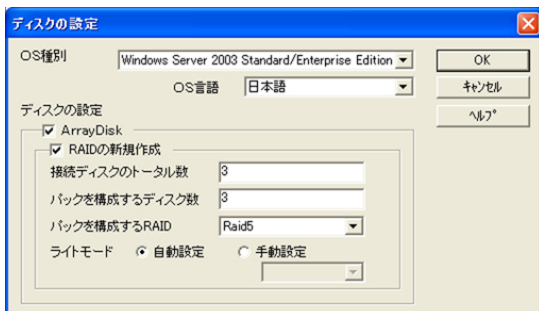 ディスクの設定
OS種別 Windows Server 2003 Standard/Enterprise Edition OK
OS言語 日本語 キャンセル
ディスクの設定 ヘルプ
ArrayDisk
RAIDの新規作成
接続ディスクのトータル数 3
パックを構成するディスク数 3
パックを構成するRAID Raid5
ライトモード 自動設定 手動設定